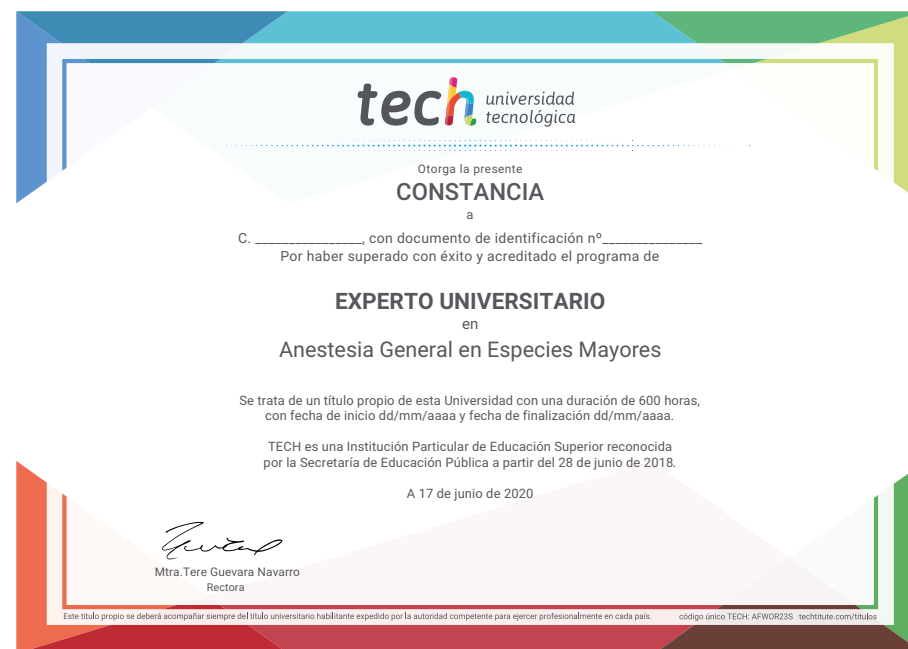 tech universidad
tecnológica
Otorga la presente
CONSTANCIA
a
C. ________________, con documento de identificación nº_______________
Por haber superado con éxito y acreditado el programa de
EXPERTO UNIVERSITARIO
en
Anestesia General en Especies Mayores
Se trata de un título propio de esta Universidad con una duración de 600 horas,
con fecha de inicio dd/mm/aaaa y fecha de finalización dd/mm/aaaa.
TECH es una Institución Particular de Educación Superior reconocida
por la Secretaría de Educación Pública a partir del 28 de junio de 2018.
A 17 de junio de 2020
Mtra.Tere Guevara Navarro
Rectora
Este título propio se deberá acompañar siempre del título universitario habilitante expedido por la autoridad competente para ejercer profesionalmente en cada país. código único TECH: AFWOR23S techtitute.com/titulos